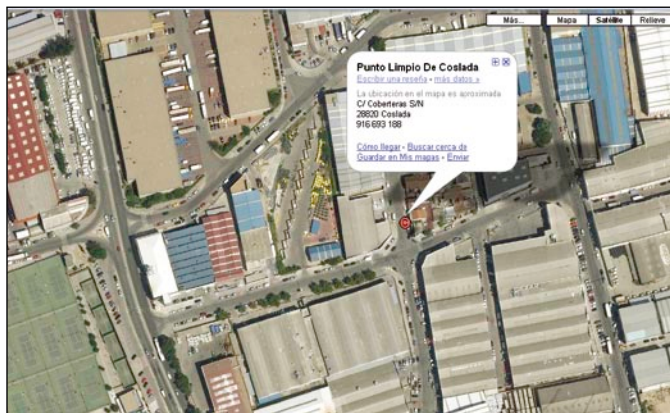 Más... Mapa Satélite Relieve
Punto Limpio De Coslada
Escribir una reseña - más datos »
La ubicación en el mapa es aproximada
C/ Coberteras S/N
28820 Coslada
916 693 188
Cómo llegar - Buscar cerca de
Guardar en Mis mapas - Enviar